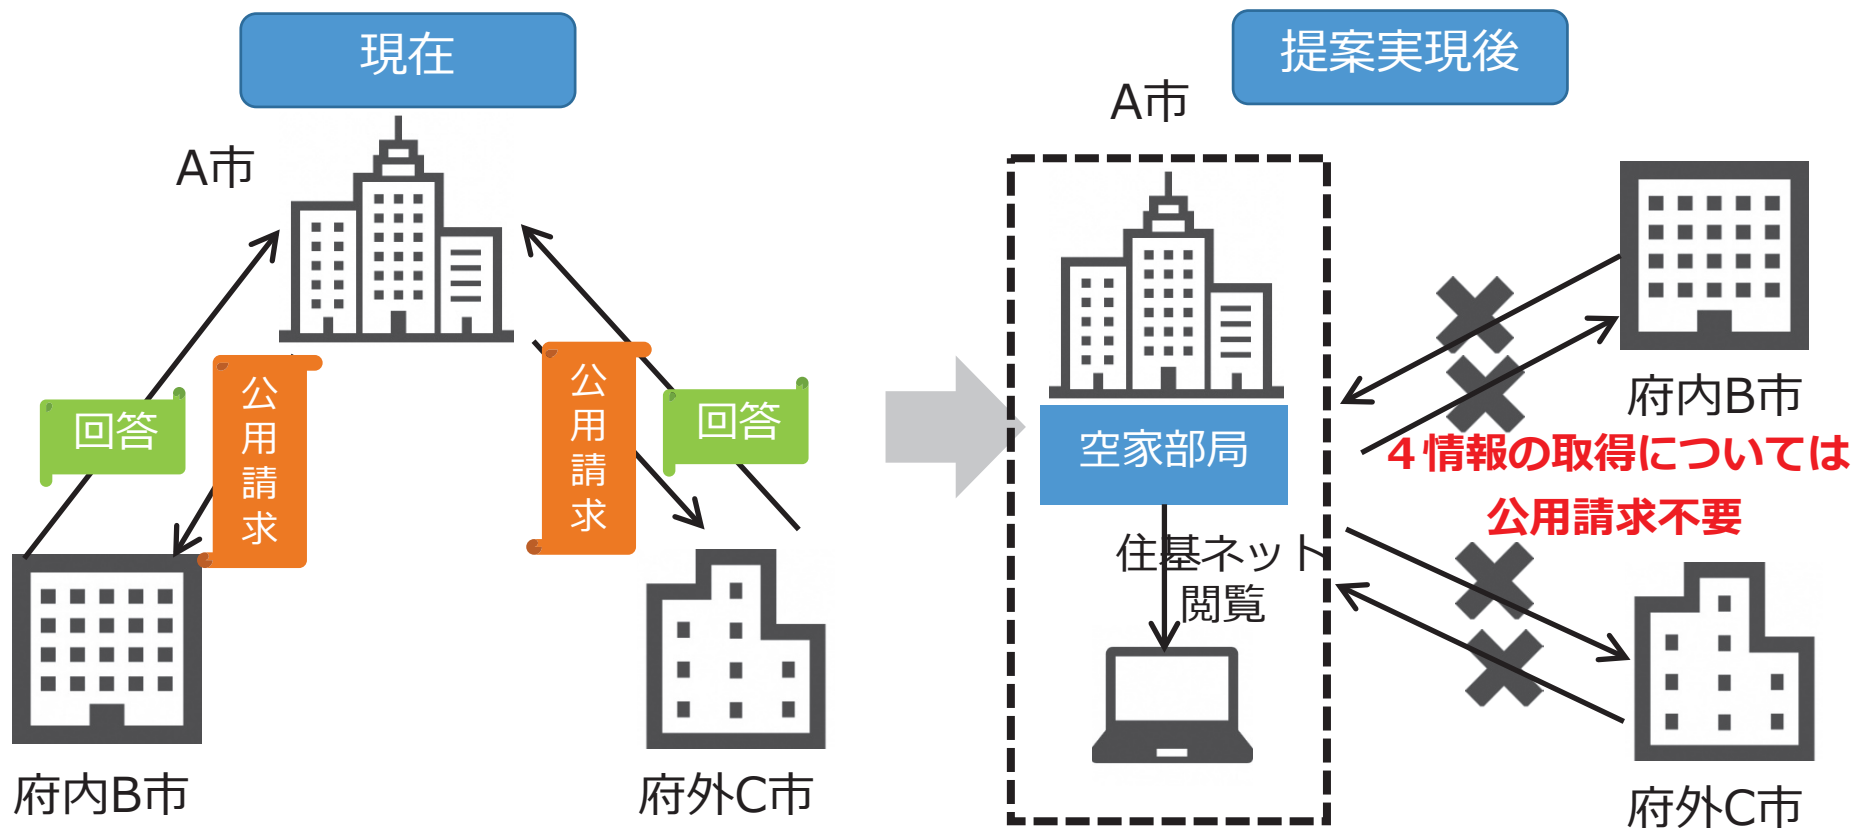 現在
A市
回答
公用請求
公用請求
回答
府内B市
府外C市
提案実現後
A市
空家部局
住基ネット
閲覧
府内B市
４情報の取得については
公用請求不要
府外C市